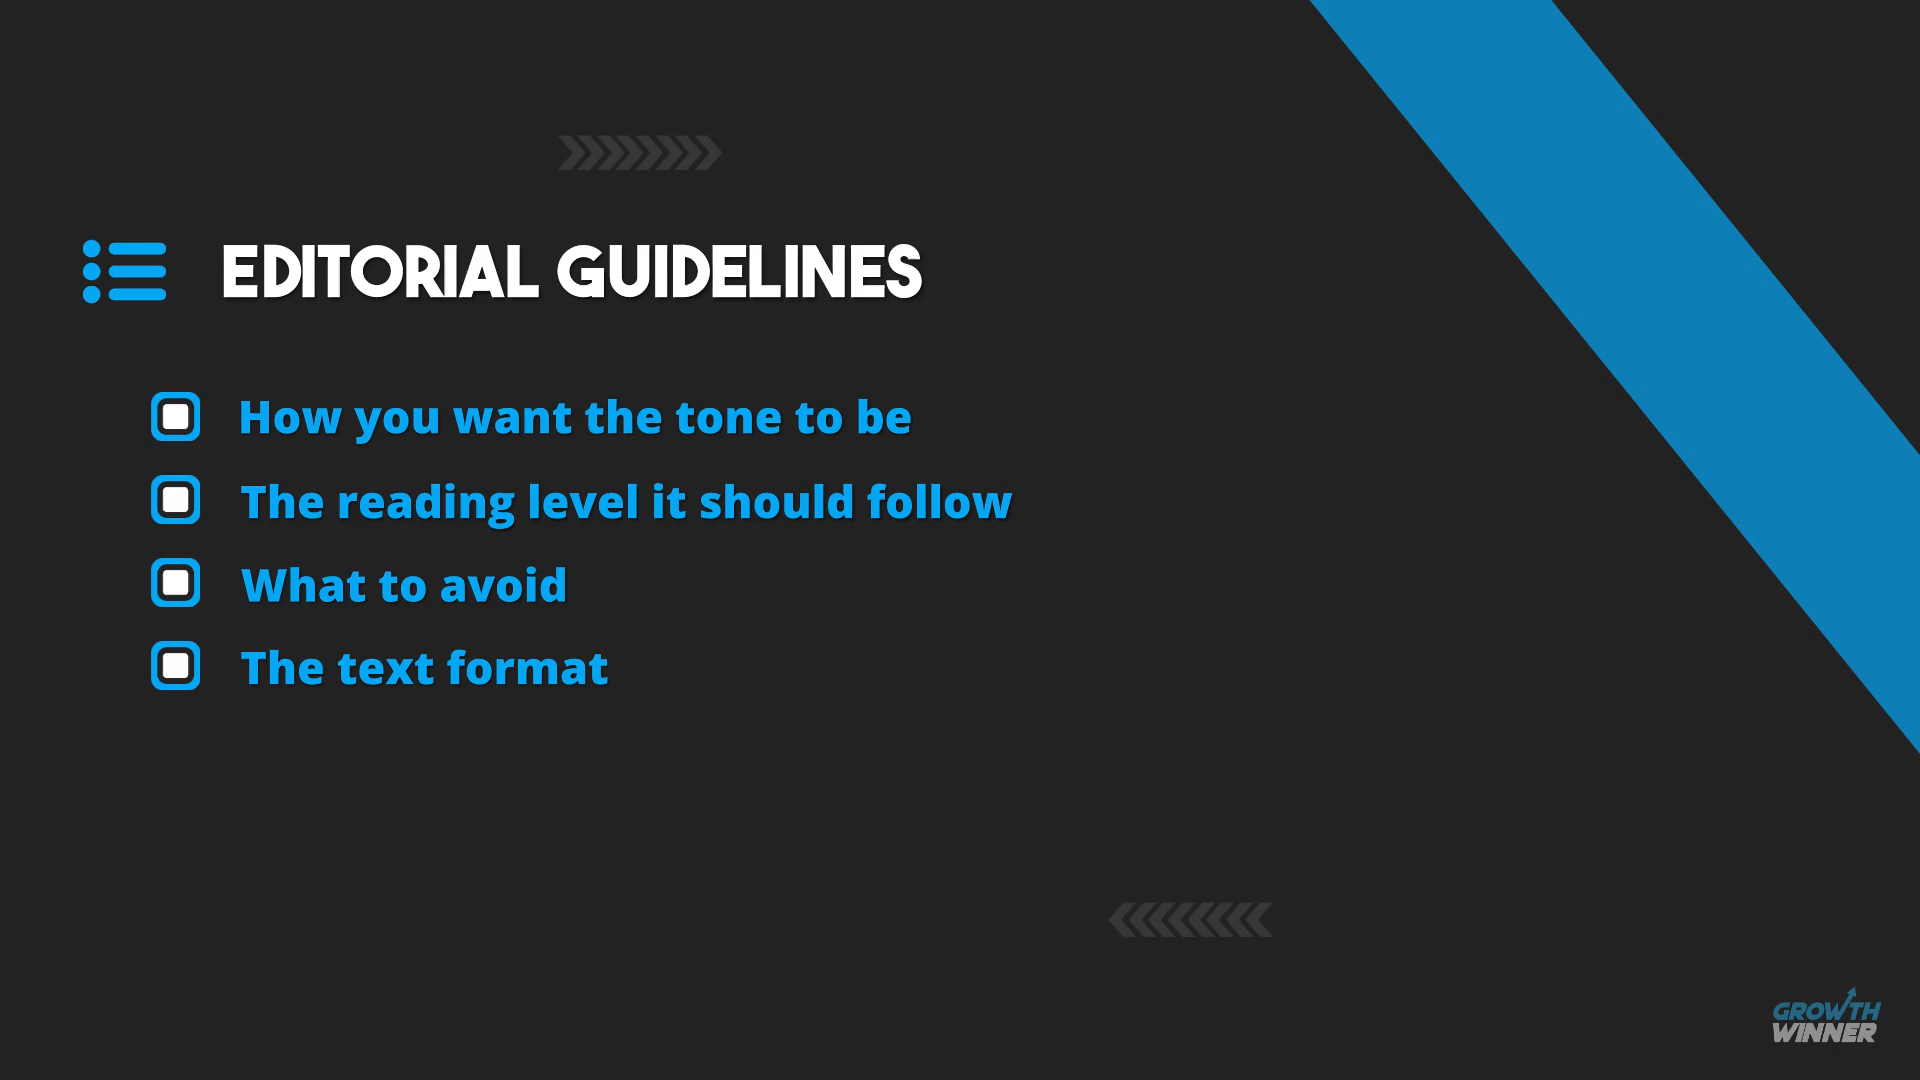 EDITORIAL GUIDELINES
How you want the tone to be
The reading level it should follow
What to avoid
The text format
GROWTH
WINNER